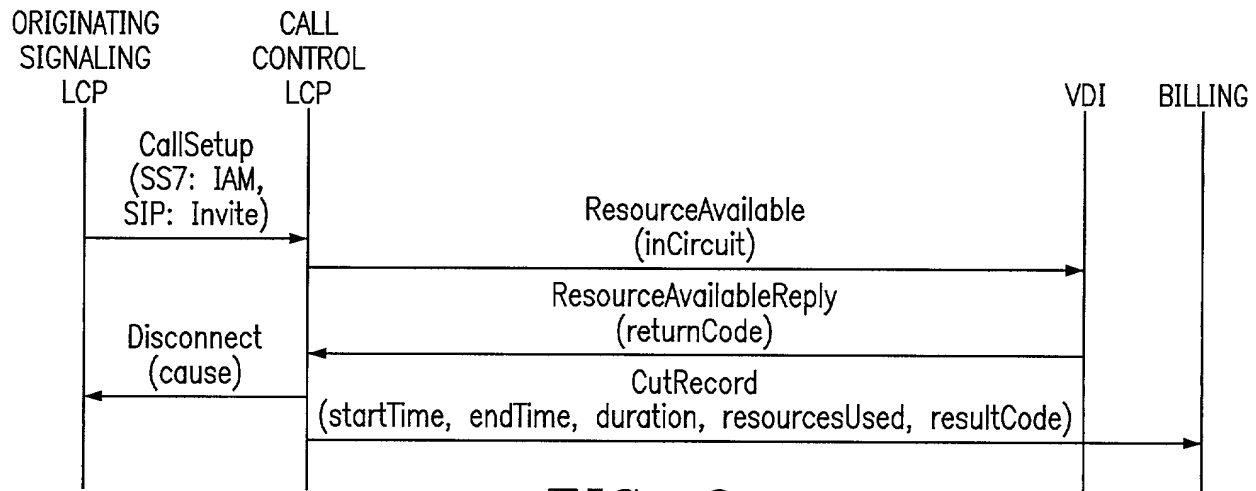 ORIGINATING
SIGNALING
LCP
CALL
CONTROL
LCP
VDI
BILLING
CallSetup
(SS7: IAM,
SIP: Invite)
ResourceAvailable
(inCircuit)
ResourceAvailableReply
(returnCode)
Disconnect
(cause)
CutRecord
(startTime, endTime, duration, resourcesUsed, resultCode)